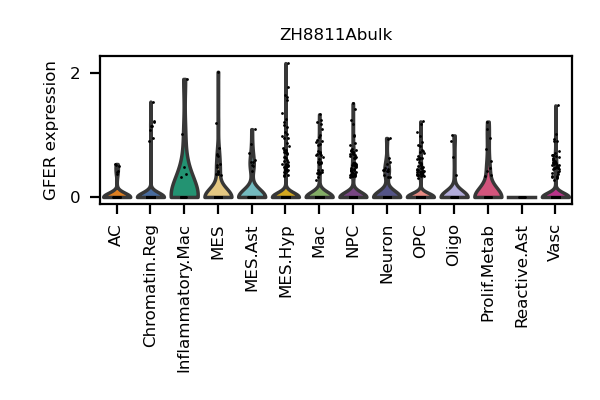 ZH8811Abulk
GFER expression
2
0
AC
Chromatin.Reg
Inflammatory.Mac
MES
MES.Ast
MES.Hyp
Mac
NPC
Neuron
OPC
Oligo
Prolif.Metab
Reactive.Ast
Vasc